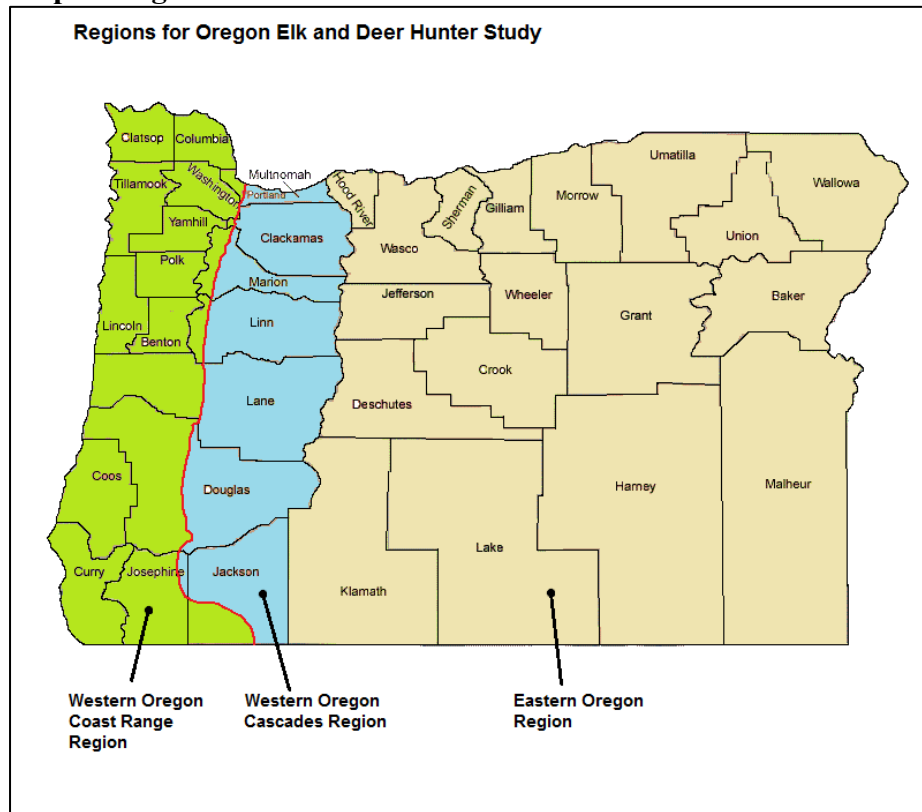 Regions for Oregon Elk and Deer Hunter Study
Clatsop
Columbia
Tillamook
Washington
Multnomah
Portland
Hood River
Umatilla
Wallowa
Morrow
Gilliam
Sherman
Yamhill
Clackamas
Wasco
Union
Polk
Marion
Jefferson
Wheeler
Grant
Baker
Lincoln
Benton
Linn
Crook
Lane
Deschutes
Coos
Douglas
Harney
Malheur
Lake
Curry
Josephine
Jackson
Klamath
Western Oregon
Coast Range
Region
Western Oregon
Cascades Region
Eastern Oregon
Region